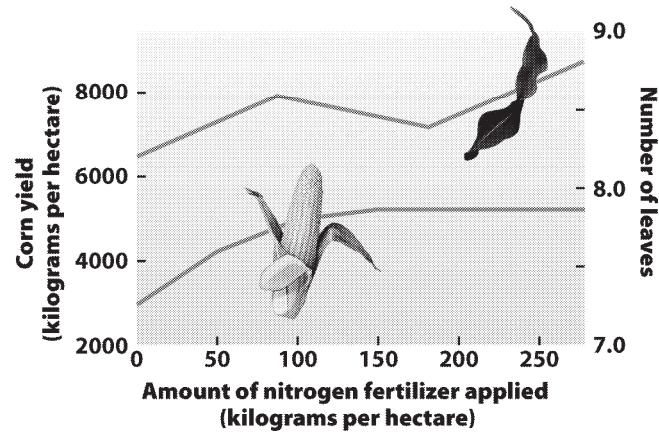 Corn yield
(kilograms per hectare)
8000
6000
4000
2000
9.0
8.0
7.0
Number of leaves
0 50 100 150 200 250
Amount of nitrogen fertilizer applied
(kilograms per hectare)